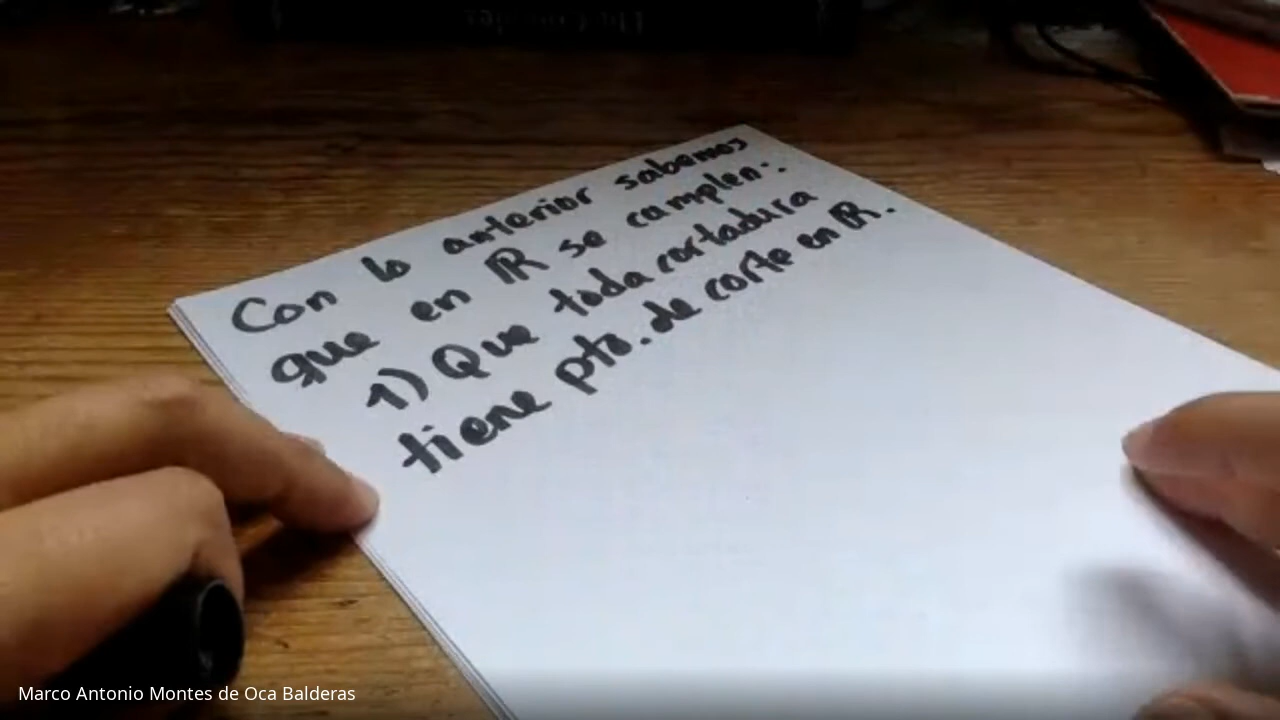 Con lo anterior sabemos
que en ℝ se cumplen:
1) Que toda cortadura
tiene pto. de corte en ℝ.
Marco Antonio Montes de Oca Balderas